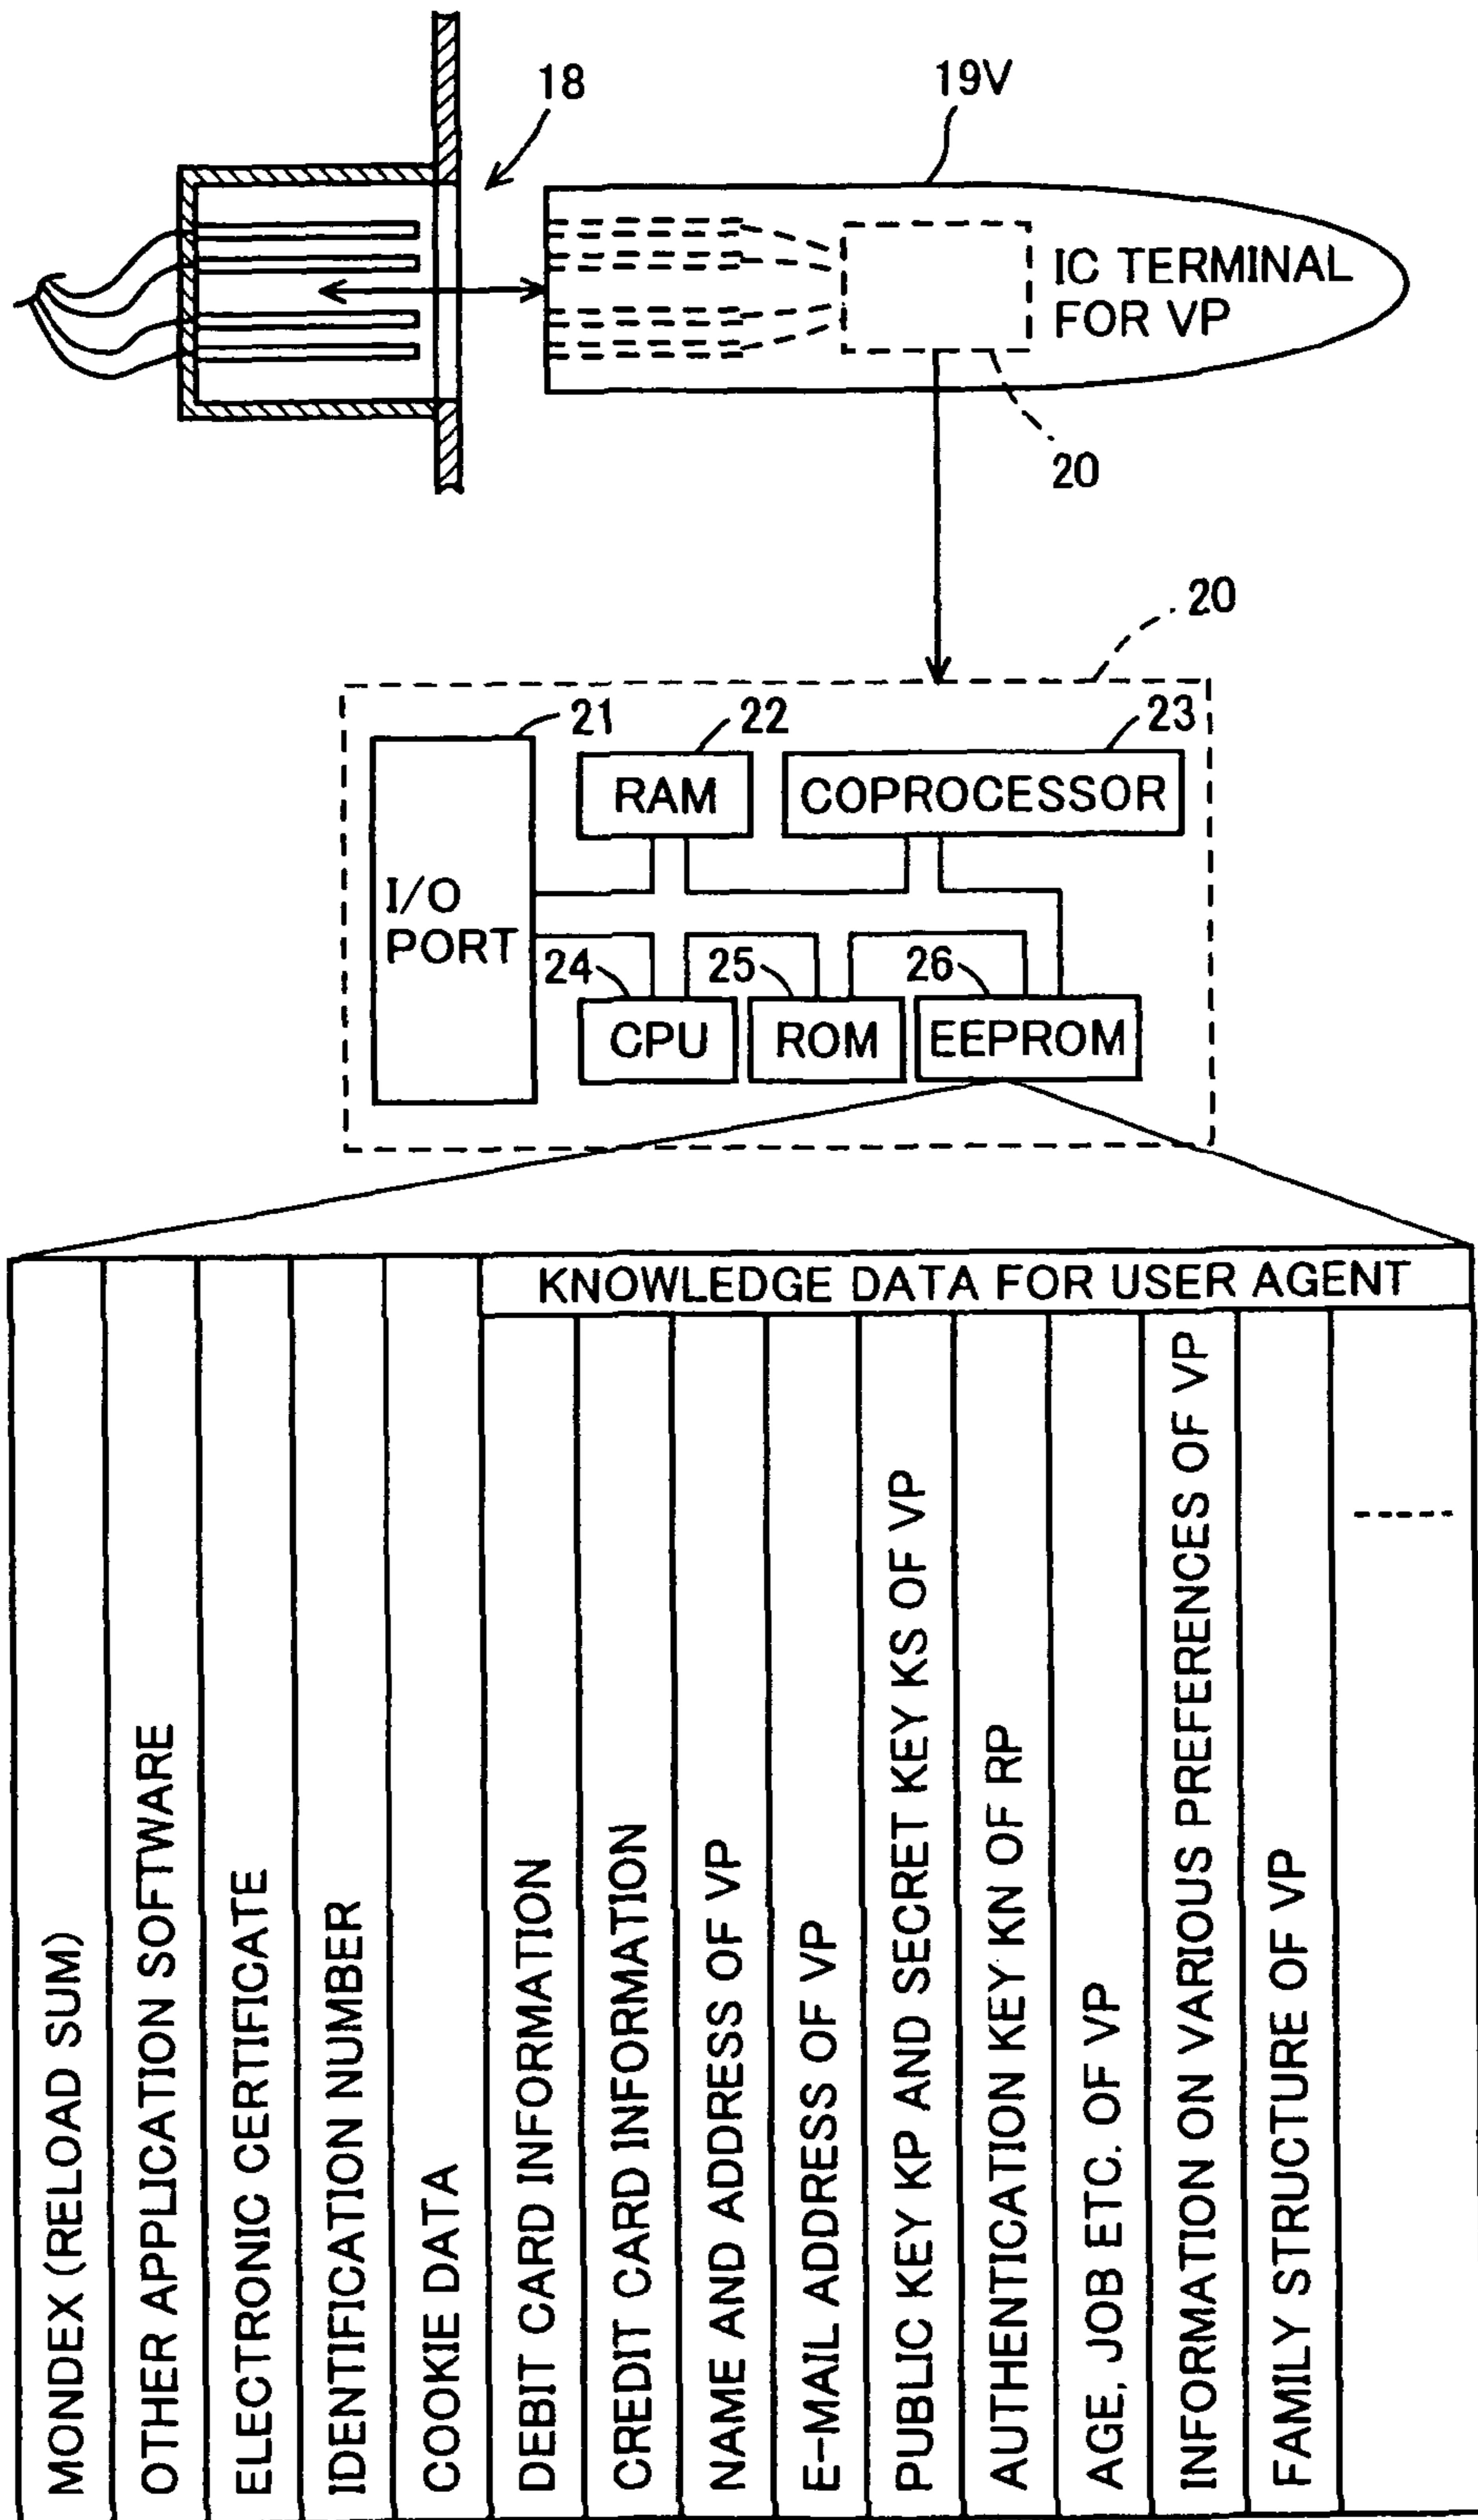 18
19V
IC TERMINAL
FOR VP
20
20
21
22
23
RAM
COPROCESSOR
I/O
PORT
24
25
26
CPU
ROM
EEPROM
KNOWLEDGE DATA FOR USER AGENT
MONDEX (RELOAD SUM)
OTHER APPLICATION SOFTWARE
ELECTRONIC CERTIFICATE
IDENTIFICATION NUMBER
COOKIE DATA
DEBIT CARD INFORMATION
CREDIT CARD INFORMATION
NAME AND ADDRESS OF VP
E-MAIL ADDRESS OF VP
PUBLIC KEY KP AND SECRET KEY KS OF VP
AUTHENTICATION KEY KN OF RP
AGE, JOB ETC. OF VP
INFORMATION ON VARIOUS PREFERENCES OF VP
FAMILY STRUCTURE OF VP